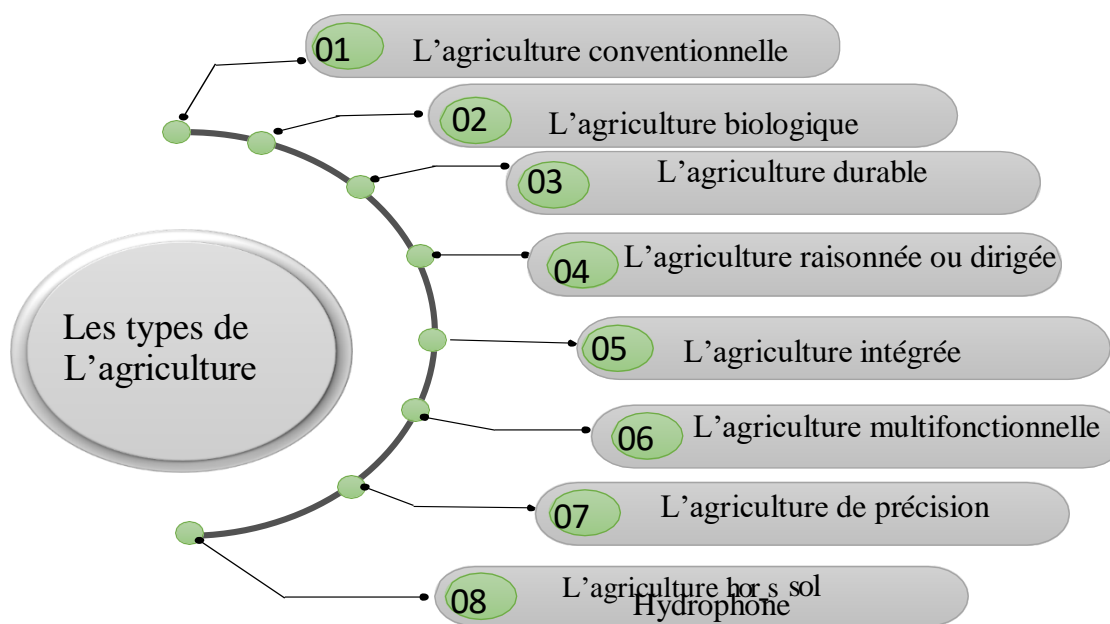 01 L’agriculture conventionnelle
02 L’agriculture biologique
03 L’agriculture durable
04 L’agriculture raisonnée ou dirigée
Les types de
L’agriculture
05 L’agriculture intégrée
06 L’agriculture multifonctionnelle
07 L’agriculture de précision
08 L’agriculture hor_s sol
Hydrophone